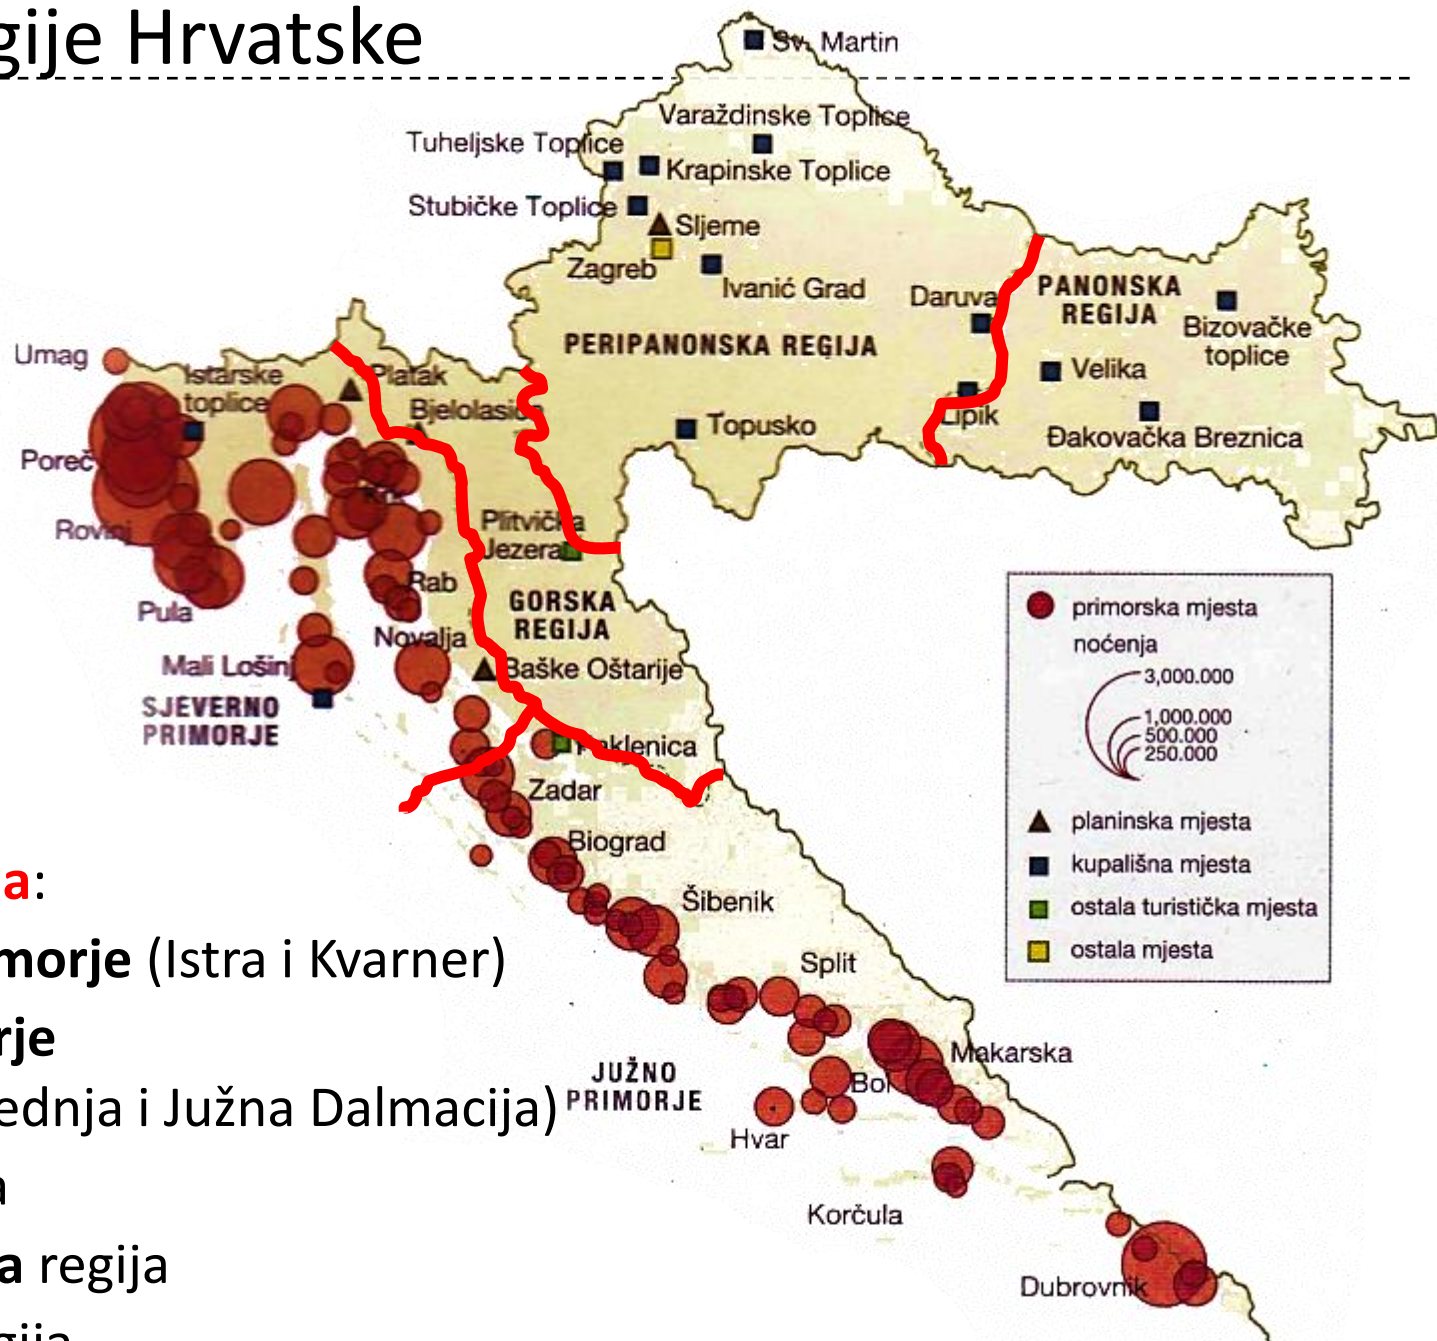 gije Hrvatske
Sv. Martin
Varaždinske Toplice
Tuheljske Toplice
Krapinske Toplice
Stubičke Toplice
Sljeme
Zagreb
Ivanić Grad
Daruva
PANONSKA
REGIJA
Bizovačke
toplice
PERIPANONSKA REGIJA
Velika
Lipik
Topusko
Đakovačka Breznica
Umag
Istarske
toplice
Platak
Bjelolasica
Poreč
Krk
Rovinj
Plitvička
Jezera
Rab
GORSKA
REGIJA
Pula
Novalja
Mali Lošinj
Baške Oštarije
SJEVERNO
PRIMORJE
Paklenica
Zadar
Biograd
Šibenik
Split
Makarska
JUŽNO
PRIMORJE
Bol
Hvar
Korčula
Dubrovnik
primorska mjesta
noćenja
3,000.000
1,000.000
500.000
250.000
planinska mjesta
kupališna mjesta
ostala turistička mjesta
ostala mjesta
a:
morje (Istra i Kvarner)
rje
ednja i Južna Dalmacija)
a
a regija
gija